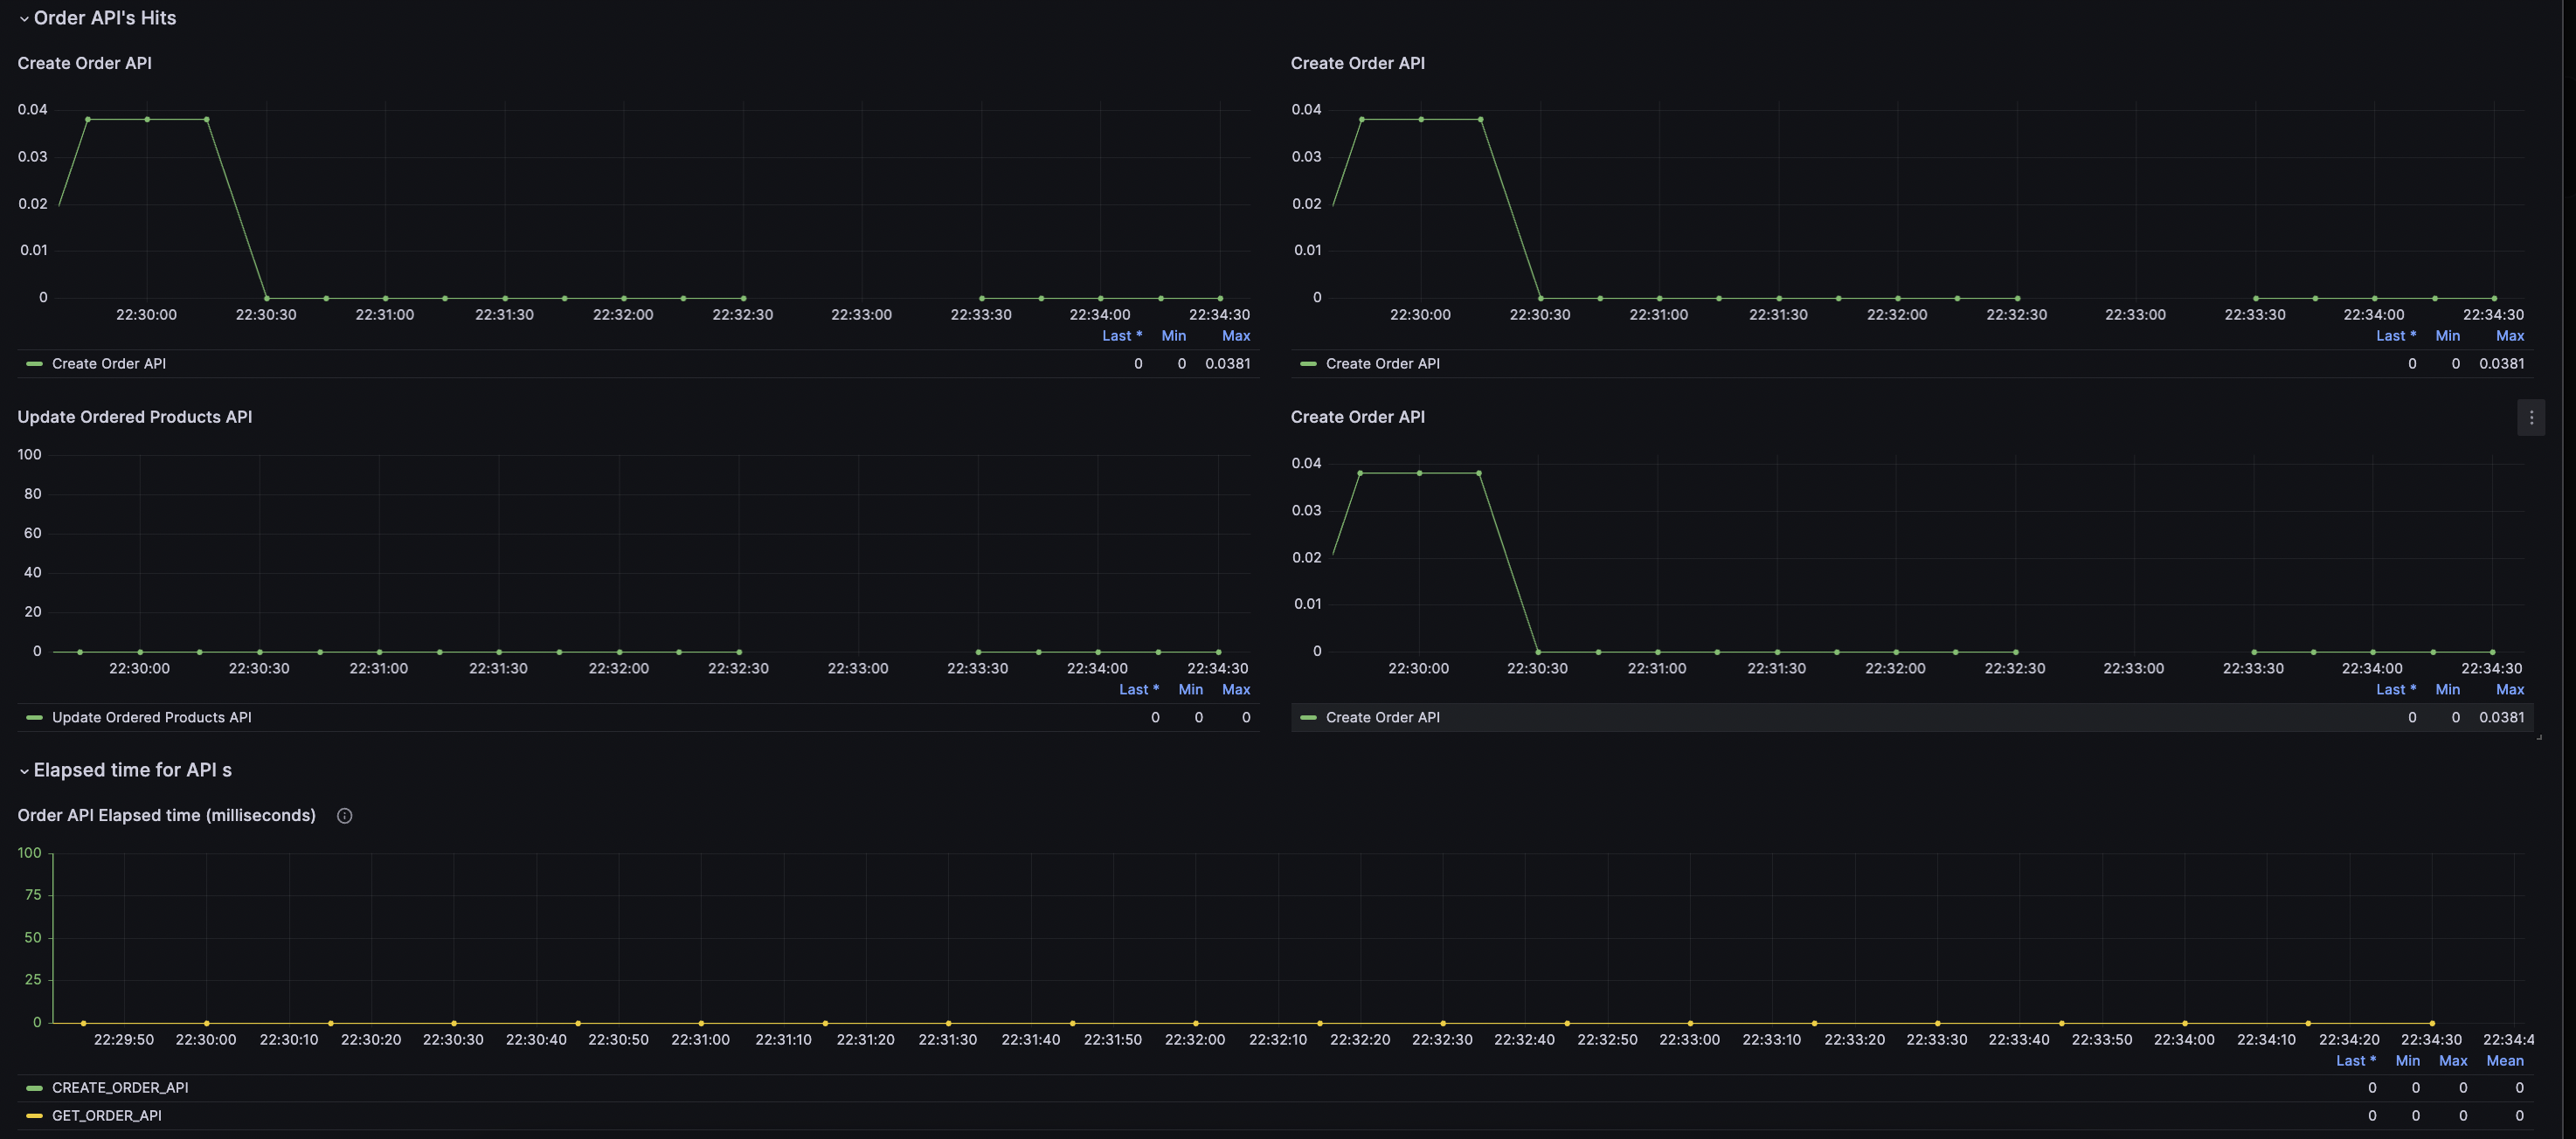 Order API's Hits
Create Order API
0.04
0.03
0.02
0.01
0
22:30:00 22:30:30 22:31:00 22:31:30 22:32:00 22:32:30 22:33:00 22:33:30 22:34:00 22:34:30
Last * Min Max
Create Order API 0 0 0.0381
Create Order API
0.04
0.03
0.02
0.01
0
22:30:00 22:30:30 22:31:00 22:31:30 22:32:00 22:32:30 22:33:00 22:33:30 22:34:00 22:34:30
Last * Min Max
Create Order API 0 0 0.0381
Update Ordered Products API
100
80
60
40
20
0
22:30:00 22:30:30 22:31:00 22:31:30 22:32:00 22:32:30 22:33:00 22:33:30 22:34:00 22:34:30
Last * Min Max
Update Ordered Products API 0 0 0
Create Order API
0.04
0.03
0.02
0.01
0
22:30:00 22:30:30 22:31:00 22:31:30 22:32:00 22:32:30 22:33:00 22:33:30 22:34:00 22:34:30
Last * Min Max
Create Order API 0 0 0.0381
Elapsed time for API s
Order API Elapsed time (milliseconds)
100
75
50
25
0
22:29:50 22:30:00 22:30:10 22:30:20 22:30:30 22:30:40 22:30:50 22:31:00 22:31:10 22:31:20 22:31:30 22:31:40 22:31:50 22:32:00 22:32:10 22:32:20 22:32:30 22:32:40 22:32:50 22:33:00 22:33:10 22:33:20 22:33:30 22:33:40 22:33:50 22:34:00 22:34:10 22:34:20 22:34:30 22:34:4
Last * Min Max Mean
CREATE_ORDER_API 0 0 0 0
GET_ORDER_API 0 0 0 0